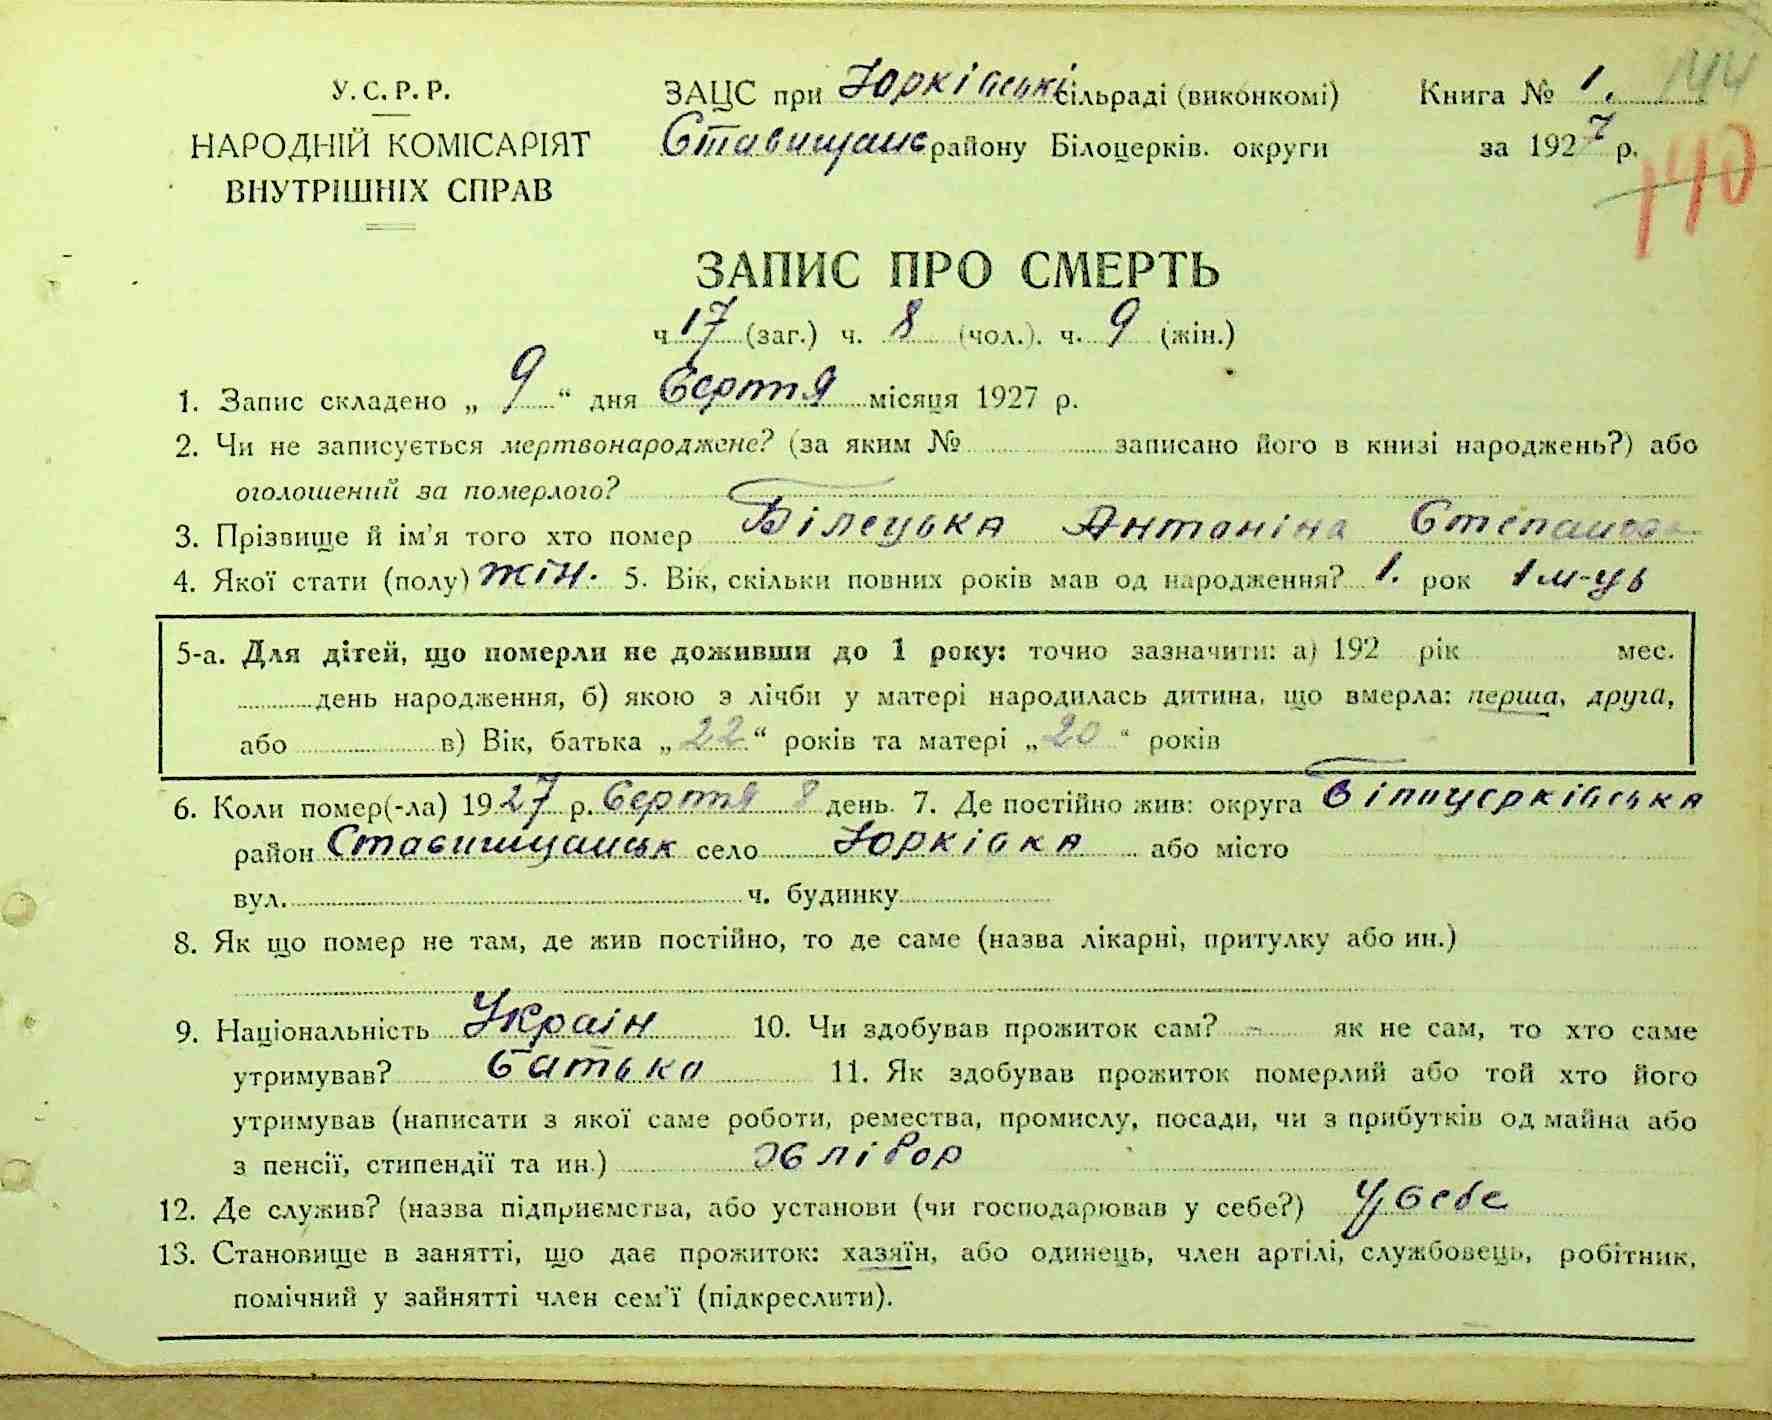 У.С.Р.Р.
НАРОДНІЙ КОМІСАРІЯТ
ВНУТРІШНІХ СПРАВ
ЗАЦС при Юрківські сільраді (виконкомі)
Ставищанс району Білоцерків. округи
Книга № 1.
за 1927 р.
144
140
ЗАПИС ПРО СМЕРТЬ
ч 17 (заг.) ч. 8 (чол.). ч. 9 (жін.)
1. Запис складено „ 9 “ дня Серпня місяця 1927 р.
2. Чи не записується мертвонароджене? (за яким № записано його в книзі народжень?) або
оголошений за померлого?
3. Прізвище й ім'я того хто помер Білецька Антоніна Степанов
4. Якої стати (полу) жін. 5. Вік, скільки повних років мав од народження? 1. рок 1 м-ць
5-а. Для дітей, що померли не доживши до 1 року: точно зазначити: а) 192 рік мес.
день народження, б) якою з лічби у матері народилась дитина, що вмерла: перша, друга,
або в) Вік, батька „ 22 “ років та матері „ 20 “ років
6. Коли помер(-ла) 1927 р. Серпня 8 день. 7. Де постійно жив: округа Білоцерківська
район Ставищанськ село Юрківка або місто
вул. ч. будинку
8. Як що помер не там, де жив постійно, то де саме (назва лікарні, притулку або ин.)
9. Національність Україн 10. Чи здобував прожиток сам? - як не сам, то хто саме
утримував? батько 11. Як здобував прожиток померлий або той хто його
утримував (написати з якої саме роботи, ремества, промислу, посади, чи з прибутків од майна або
з пенсії, стипендії та ин.) Хлібор
12. Де служив? (назва підприємства, або установи (чи господарював у себе?) У себе
13. Становище в занятті, що дає прожиток: хазяїн, або одинець, член артілі, службовець, робітник,
помічний у зайнятті член сем'ї (підкреслити).